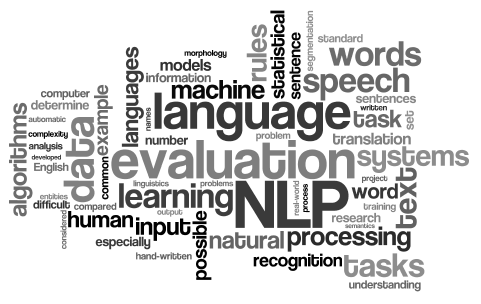 morphology
models
information
machine
rules
statistical
sentence
segmentation
standard
words
speech
sentences
written
task
set
computer
determine
automatic
complexity
analysis
developed
English
algorithms
data
example
common
languages
names
language
number
problem
translation
evaluation
systems
project
linguistics
problems
learning
NLP
real-world
process
word
training
text
research
semantics
entities
difficult
compared
considered
human
output
input
especially
hand-written
possible
natural
processing
recognition
tasks
understanding